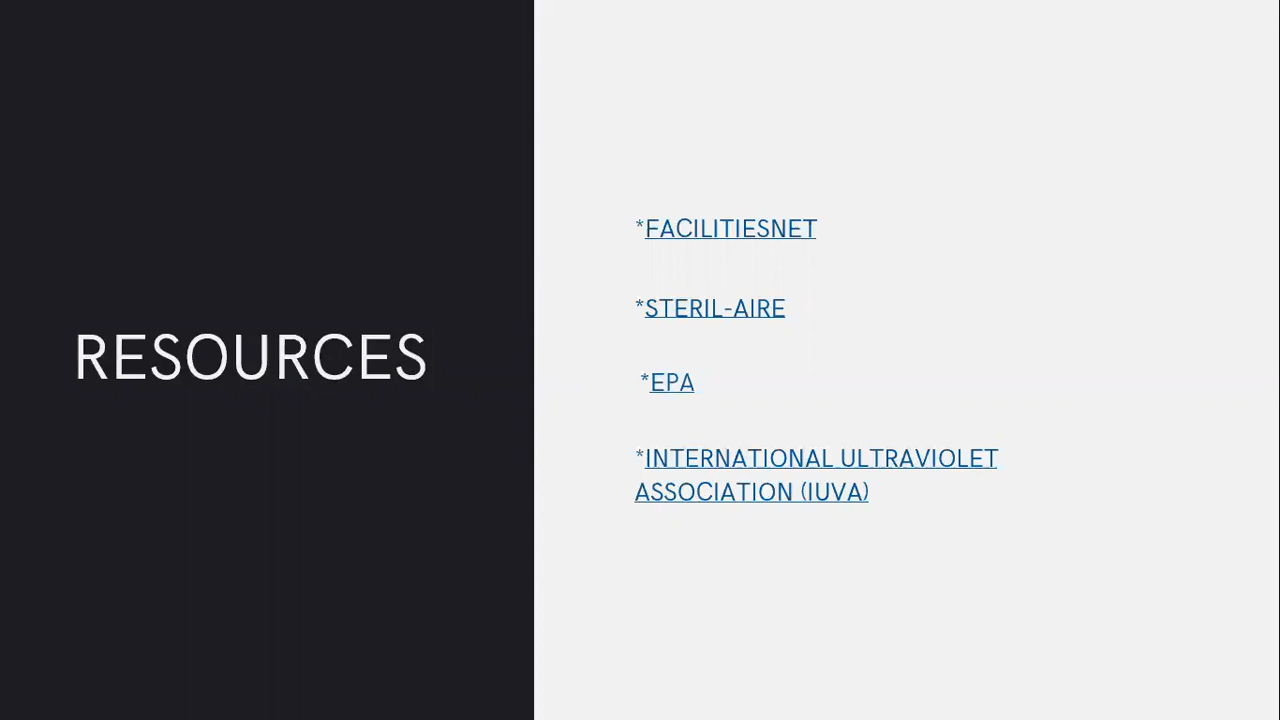 RESOURCES
*FACILITIESNET
*STERIL-AIRE
*EPA
*INTERNATIONAL ULTRAVIOLET
ASSOCIATION (IUVA)